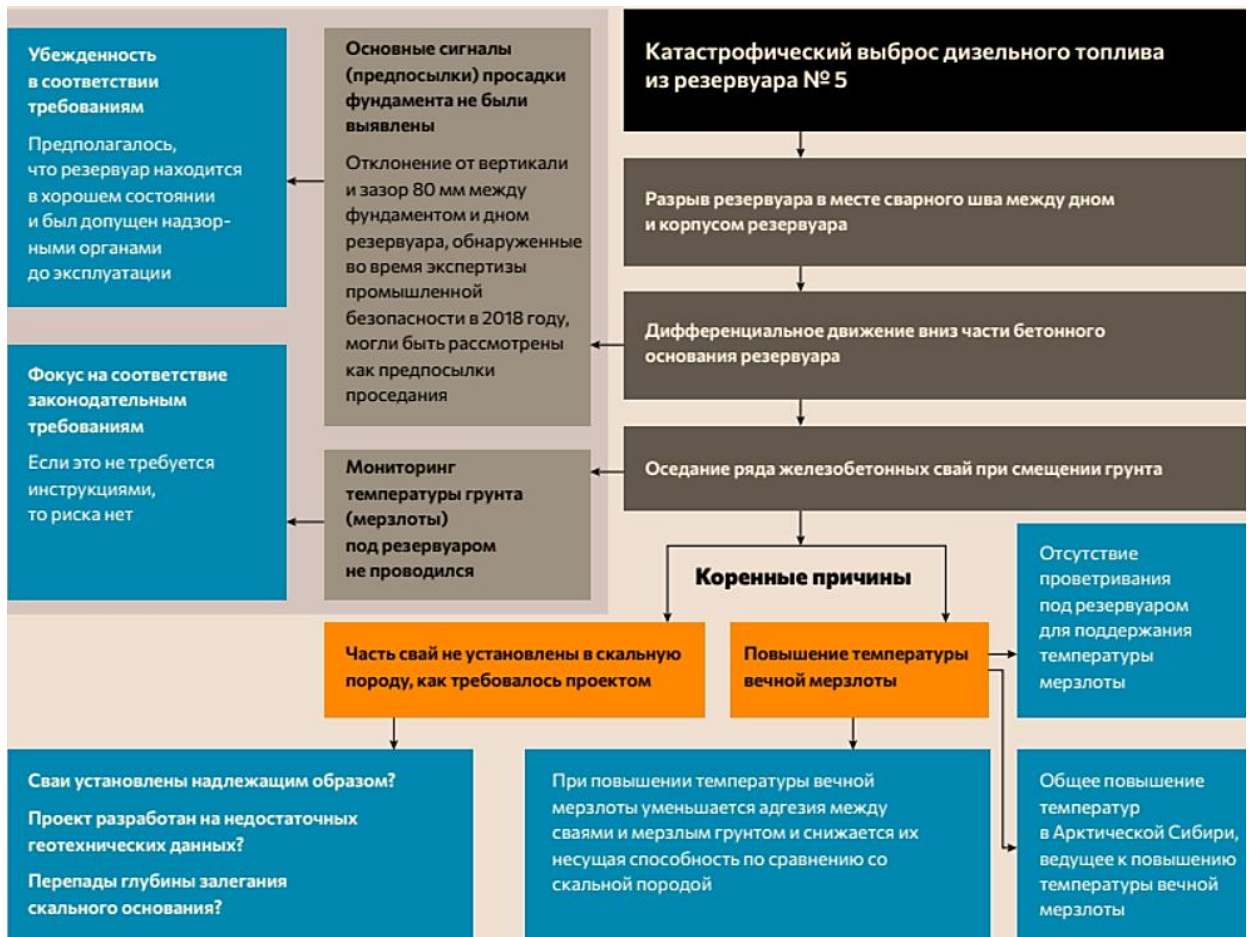 Убежденность
в соответствии
требованиям
Предполагалось,
что резервуар находится
в хорошем состоянии
и был допущен надзор-
ными органами
до эксплуатации
Основные сигналы
(предпосылки) просадки
фундамента не были
выявлены
Отклонение от вертикали
и зазор 80 мм между
фундаментом и дном
резервуара, обнаруженные
во время экспертизы
промышленной
безопасности в 2018 году,
могли быть рассмотрены
как предпосылки
проседания
Катастрофический выброс дизельного топлива
из резервуара № 5
Разрыв резервуара в месте сварного шва между дном
и корпусом резервуара
Дифференциальное движение вниз части бетонного
основания резервуара
Фокус на соответствие
законодательным
требованиям
Если это не требуется
инструкциями,
то риска нет
Мониторинг
температуры грунта
(мерзлоты)
под резервуаром
не проводился
Оседание ряда железобетонных свай при смещении грунта
Коренные причины
Отсутствие
проветривания
под резервуаром
для поддержания
температуры
мерзлоты
Часть свай не установлены в скальную
породу, как требовалось проектом
Повышение температуры
вечной мерзлоты
Сваи установлены надлежащим образом?
Проект разработан на недостаточных
геотехнических данных?
Перепады глубины залегания
скального основания?
При повышении температуры вечной
мерзлоты уменьшается адгезия между
сваями и мерзлым грунтом и снижается их
несущая способность по сравнению со
скальной породой
Общее повышение
температур
в Арктической Сибири,
ведущее к повышению
температуры вечной
мерзлоты